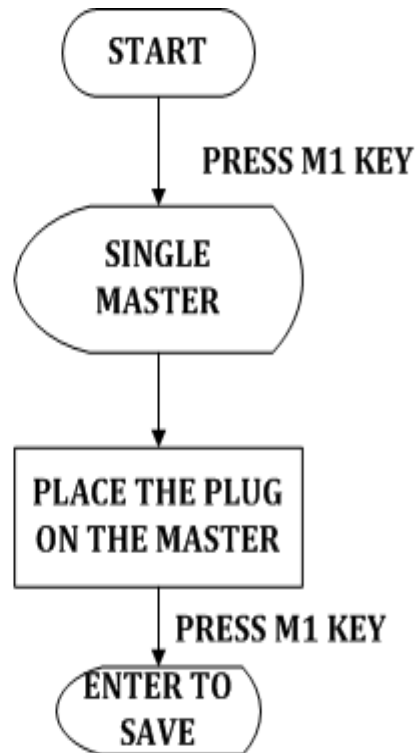 START
PRESS M1 KEY
SINGLE
MASTER
PLACE THE PLUG
ON THE MASTER
PRESS M1 KEY
ENTER TO
SAVE